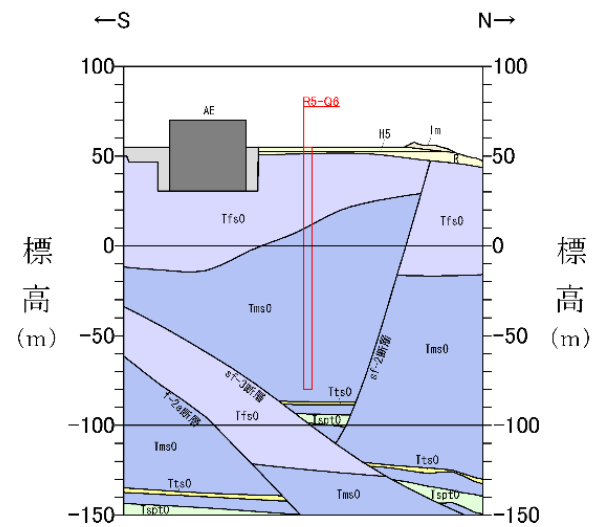 ←S
N→
100
100
R5-Q6
AE
H5
lm
50
50
Tfs0
Tfs0
0
0
標高(m)
標高(m)
Tms0
Tms0
-50
-50
sf-2断層
sf-3断層
Tts0
f-2a断層
Tfs0
Tspt0
-100
-100
Tms0
Tts0
Tts0
Tms0
Tspt0
Tspt0
-150
-150